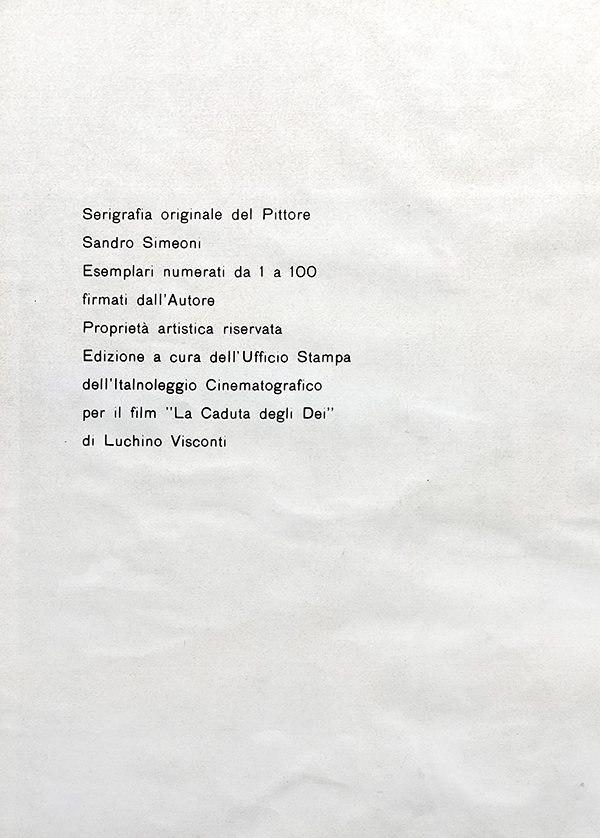 Serigrafia originale del Pittore
Sandro Simeoni
Esemplari numerati da 1 a 100
firmati dall'Autore
Proprietà artistica riservata
Edizione a cura dell'Ufficio Stampa
dell'Italnoleggio Cinematografico
per il film "La Caduta degli Dei"
di Luchino Visconti